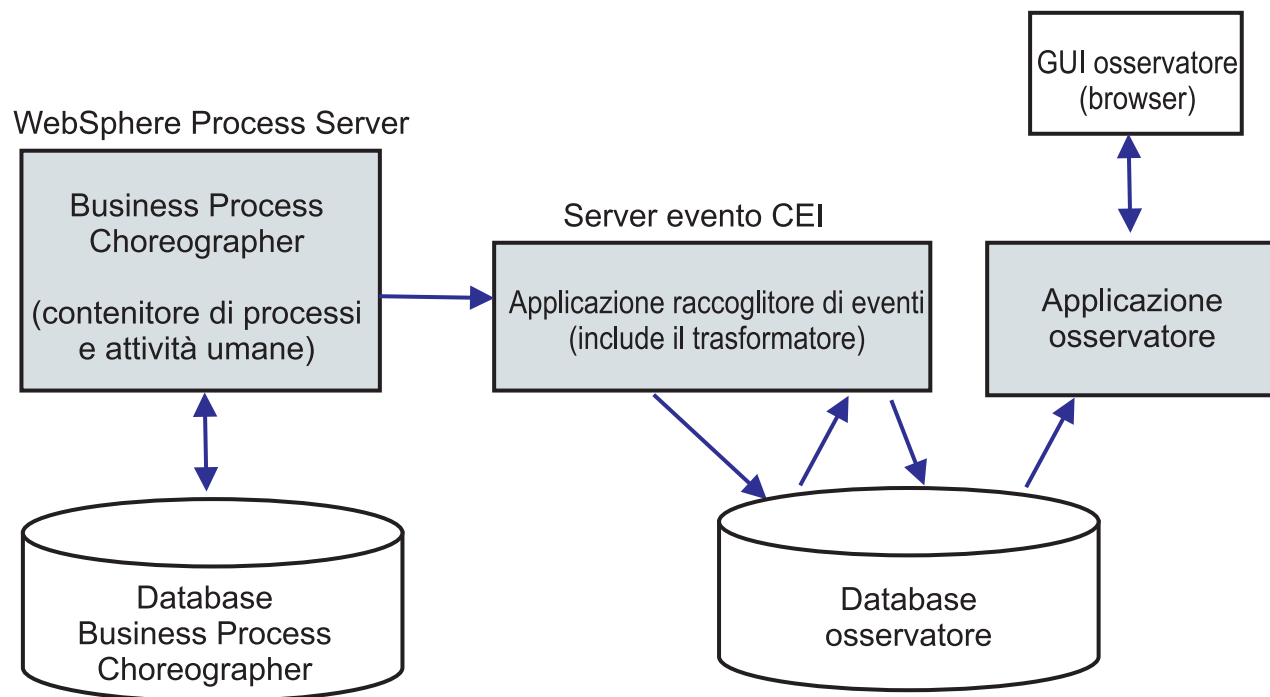 GUI osservatore
(browser)
WebSphere Process Server
Business Process
Choreographer
(contenitore di processi
e attività umane)
Server evento CEI
Applicazione raccoglitore di eventi
(include il trasformatore)
Applicazione
osservatore
Database
Business Process
Choreographer
Database
osservatore